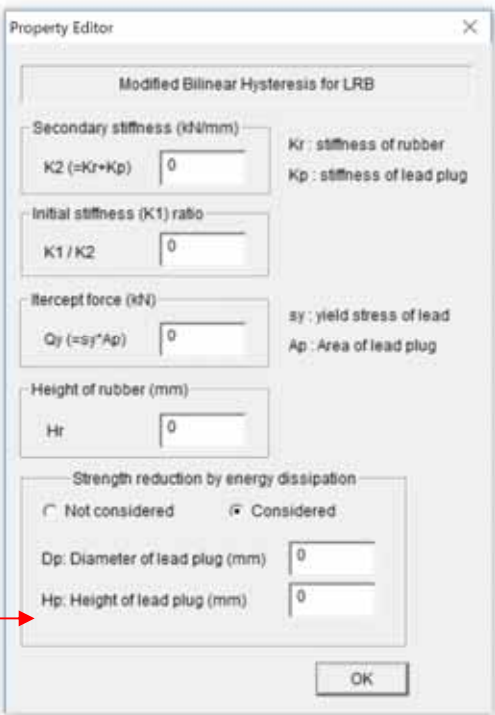 Property Editor
Modified Bilinear Hysteresis for LRB
Secondary stiffness (kN/mm)
K2 (=Kr+Kp) 0
Kr : stiffness of rubber
Kp : stiffness of lead plug
Initial stiffness (K1) ratio
K1 / K2 0
Itercept force (kN)
Qy (=sy*Ap) 0
sy : yield stress of lead
Ap : Area of lead plug
Height of rubber (mm)
Hr 0
Strength reduction by energy dissipation
Not considered Considered
Dp: Diameter of lead plug (mm) 0
Hp: Height of lead plug (mm) 0
OK